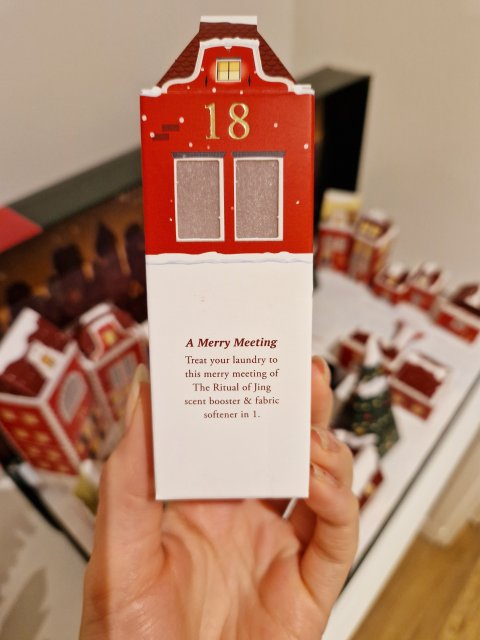 18
A Merry Meeting
Treat your laundry to
this merry meeting of
The Ritual of Jing
scent booster & fabric
softener in 1.